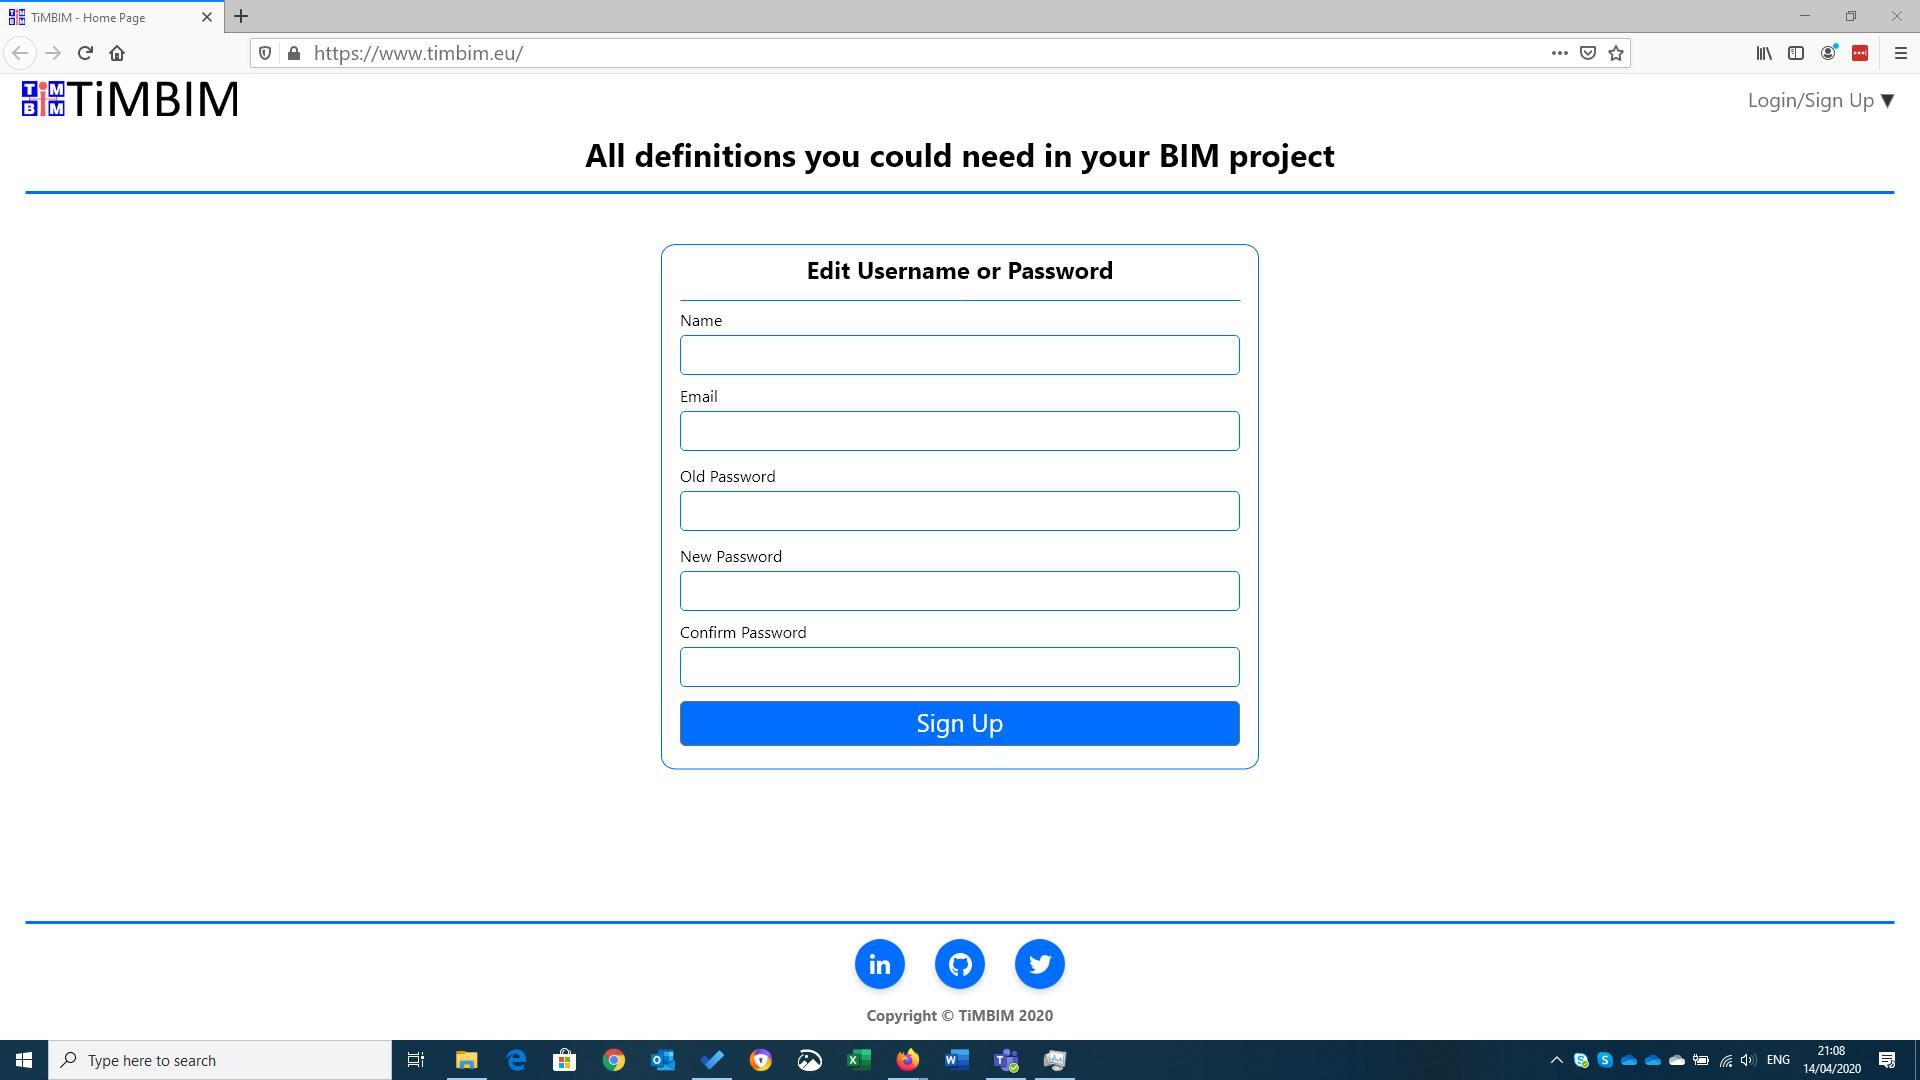 TiMBIM - Home Page
https://www.timbim.eu/
TiM
BIM
TiMBIM
Login/Sign Up ▼
All definitions you could need in your BIM project
Edit Username or Password
Name
Email
Old Password
New Password
Confirm Password
Sign Up
in
Copyright © TiMBIM 2020
Type here to search
ENG
21:08
14/04/2020